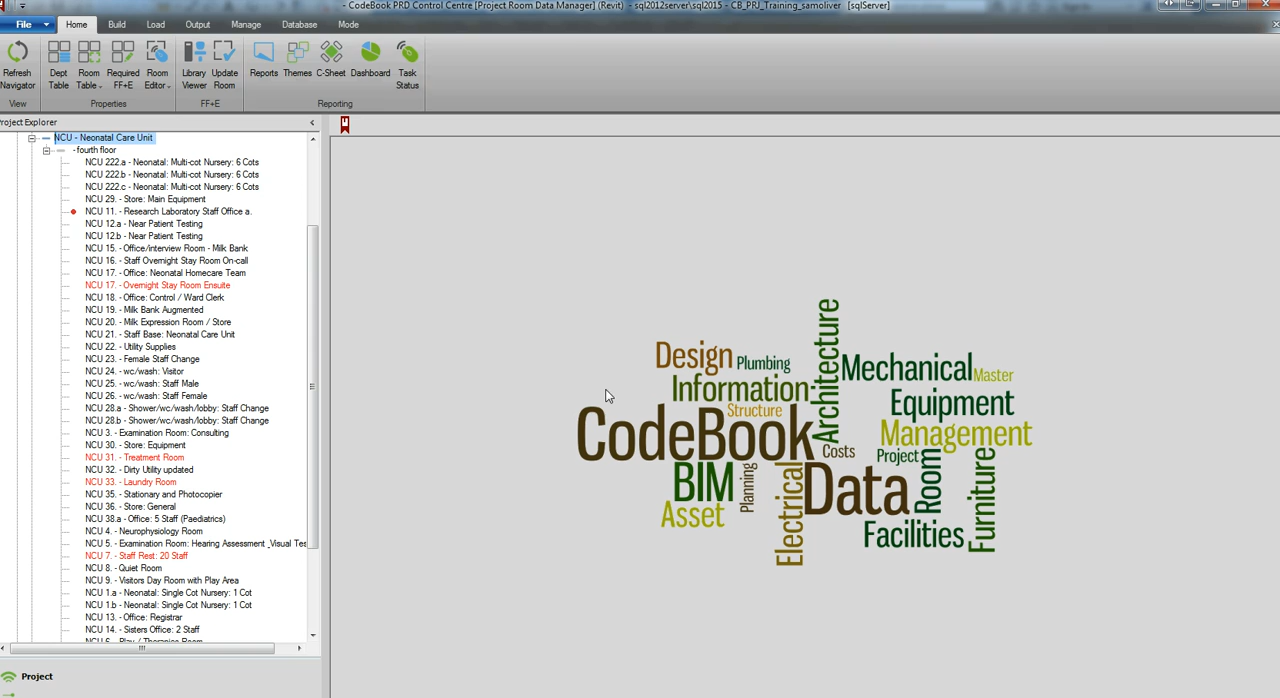 - CodeBook PRD Control Centre [Project Room Data Manager] (Revit) - sql2012server\sql2015 - CB_PRJ_Training_samoliver [sqlServer]
File Home Build Load Output Manage Database Mode
Refresh Navigator
Dept Table
Room Table
Required FF+E
Room Editor
Library Viewer
Update Room
Reports
Themes
C-Sheet
Dashboard
Task Status
View Properties FF+E Reporting
Project Explorer
NCU - Neonatal Care Unit
- fourth floor
NCU 222.a - Neonatal: Multi-cot Nursery: 6 Cots
NCU 222.b - Neonatal: Multi-cot Nursery: 6 Cots
NCU 222.c - Neonatal: Multi-cot Nursery: 6 Cots
NCU 29. - Store: Main Equipment
NCU 11. - Research Laboratory Staff Office a.
NCU 12.a - Near Patient Testing
NCU 12.b - Near Patient Testing
NCU 15. - Office/interview Room - Milk Bank
NCU 16. - Staff Overnight Stay Room On-call
NCU 17. - Office: Neonatal Homecare Team
NCU 17. - Overnight Stay Room Ensuite
NCU 18. - Office: Control / Ward Clerk
NCU 19. - Milk Bank Augmented
NCU 20. - Milk Expression Room / Store
NCU 21. - Staff Base: Neonatal Care Unit
NCU 22. - Utility Supplies
NCU 23. - Female Staff Change
NCU 24. - wc/wash: Visitor
NCU 25. - wc/wash: Staff Male
NCU 26. - wc/wash: Staff Female
NCU 28.a - Shower/wc/wash/lobby: Staff Change
NCU 28.b - Shower/wc/wash/lobby: Staff Change
NCU 3. - Examination Room: Consulting
NCU 30. - Store: Equipment
NCU 31. - Treatment Room
NCU 32. - Dirty Utility updated
NCU 33. - Laundry Room
NCU 35. - Stationary and Photocopier
NCU 36. - Store: General
NCU 38.a - Office: 5 Staff (Paediatrics)
NCU 4. - Neurophysiology Room
NCU 5. - Examination Room: Hearing Assessment _Visual Tes
NCU 7. - Staff Rest: 20 Staff
NCU 8. - Quiet Room
NCU 9. - Visitors Day Room with Play Area
NCU 1.a - Neonatal: Single Cot Nursery: 1 Cot
NCU 1.b - Neonatal: Single Cot Nursery: 1 Cot
NCU 13. - Office: Registrar
NCU 14. - Sisters Office: 2 Staff
Project
Architecture
Design Plumbing
Mechanical Master
Information
Equipment
Structure
CodeBook
Management
Costs
Project
BIM
Planning
Electrical
Data
Room
Furniture
Asset
Facilities